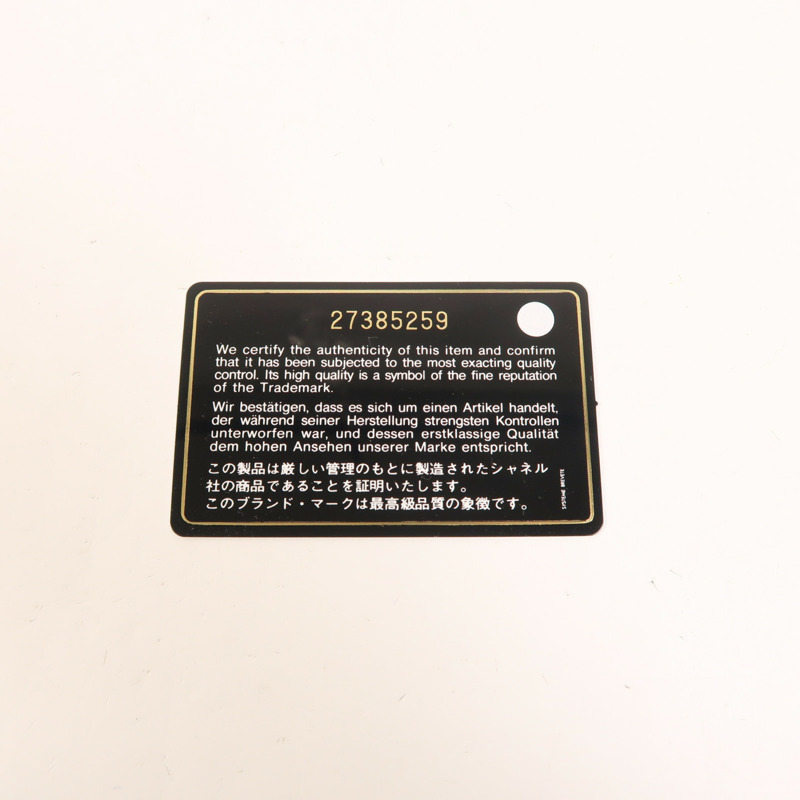 27385259
We certify the authenticity of this item and confirm
that it has been subjected to the most exacting quality
control. Its high quality is a symbol of the fine reputation
of the Trademark.
Wir bestätigen, dass es sich um einen Artikel handelt,
der während seiner Herstellung strengsten Kontrollen
unterworfen war, und dessen erstklassige Qualität
dem hohen Ansehen unserer Marke entspricht.
この製品は厳しい管理のもとに製造されたシャネル
社の商品であることを証明いたします。
このブランド・マークは最高級品質の象徴です。
SYSTEME BREVETE